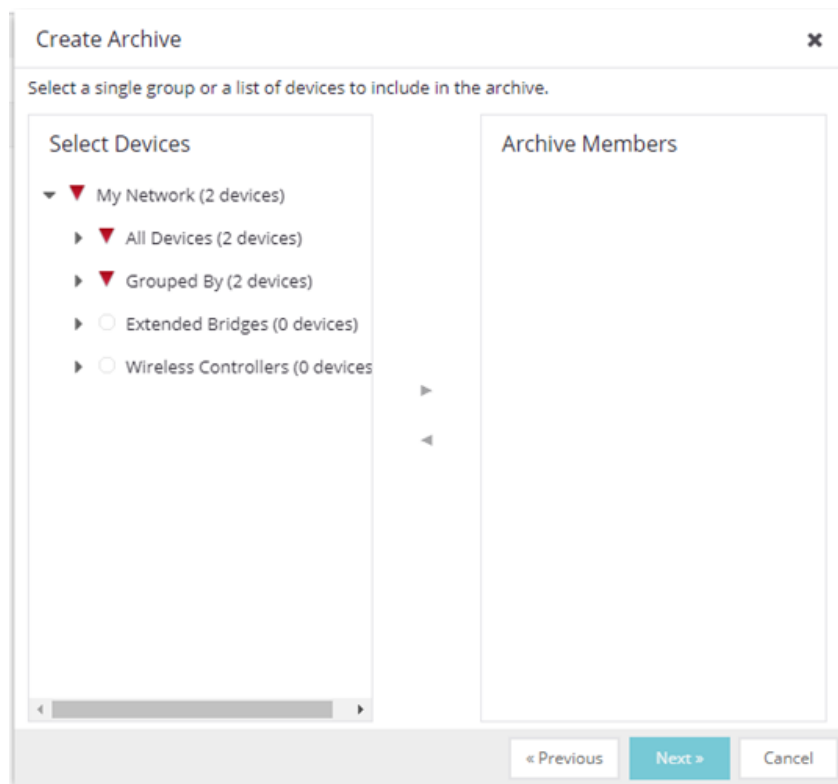 Create Archive
Select a single group or a list of devices to include in the archive.
Select Devices
My Network (2 devices)
All Devices (2 devices)
Grouped By (2 devices)
Extended Bridges (0 devices)
Wireless Controllers (0 devices
Archive Members
« Previous
Next »
Cancel